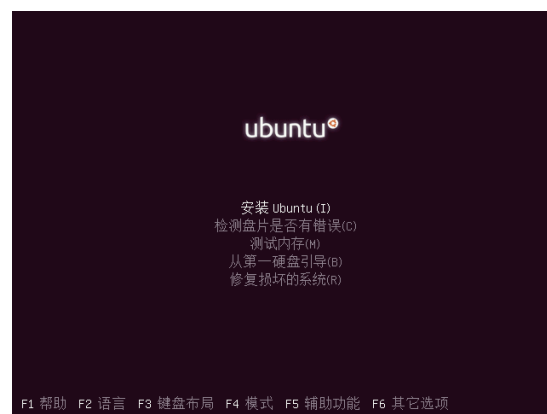 ubuntu
安装 Ubuntu(I)
检测盘片是否有错误(C)
测试内存(M)
从第一硬盘引导(B)
修复损坏的系统(R)
F1 帮助 F2 语言 F3 键盘布局 F4 模式 F5 辅助功能 F6 其它选项